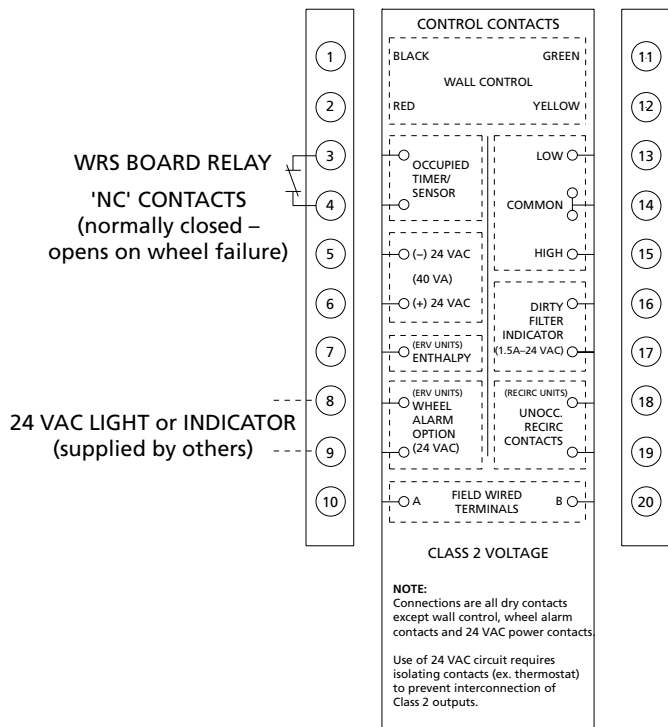 CONTROL CONTACTS
1
BLACK
GREEN
11
WALL CONTROL
2
RED
YELLOW
12
WRS BOARD RELAY
'NC' CONTACTS
(normally closed –
opens on wheel failure)
3
4
OCCUPIED
TIMER/
SENSOR
LOW
13
COMMON
14
HIGH
15
5
(–) 24 VAC
(40 VA)
6
(+) 24 VAC
DIRTY
FILTER
INDICATOR
(1.5A–24 VAC)
16
17
7
(ERV UNITS)
ENTHALPY
24 VAC LIGHT or INDICATOR
(supplied by others)
8
9
(ERV UNITS)
WHEEL
ALARM
OPTION
(24 VAC)
(RECIRC UNITS)
UNOCC.
RECIRC
CONTACTS
18
19
10
A
FIELD WIRED
TERMINALS
B
20
CLASS 2 VOLTAGE
NOTE:
Connections are all dry contacts
except wall control, wheel alarm
contacts and 24 VAC power contacts.
Use of 24 VAC circuit requires
isolating contacts (ex. thermostat)
to prevent interconnection of
Class 2 outputs.